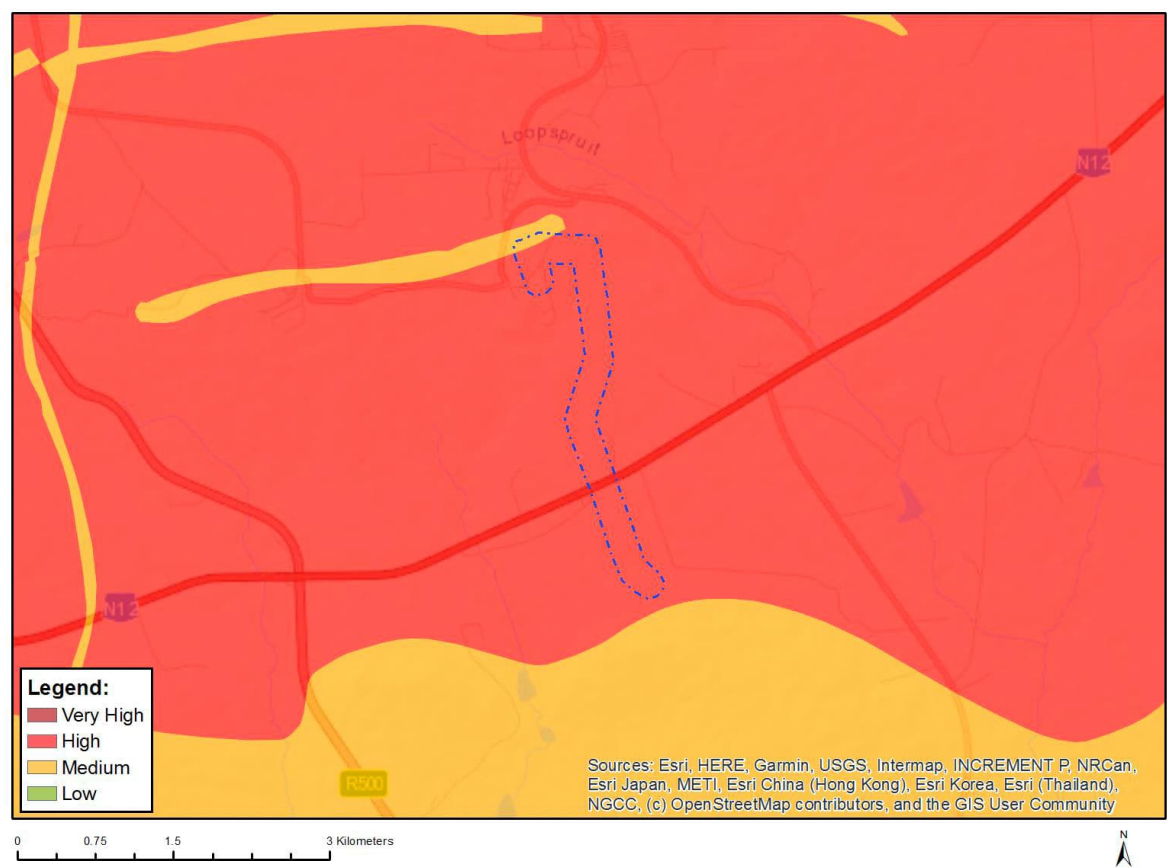 Loopspruit
N12
N12
R500
Legend:
Very High
High
Medium
Low
Sources: Esri, HERE, Garmin, USGS, Intermap, INCREMENT P, NRCan,
Esri Japan, METI, Esri China (Hong Kong), Esri Korea, Esri (Thailand),
NGCC, (c) OpenStreetMap contributors, and the GIS User Community
0 0.75 1.5 3 Kilometers
N